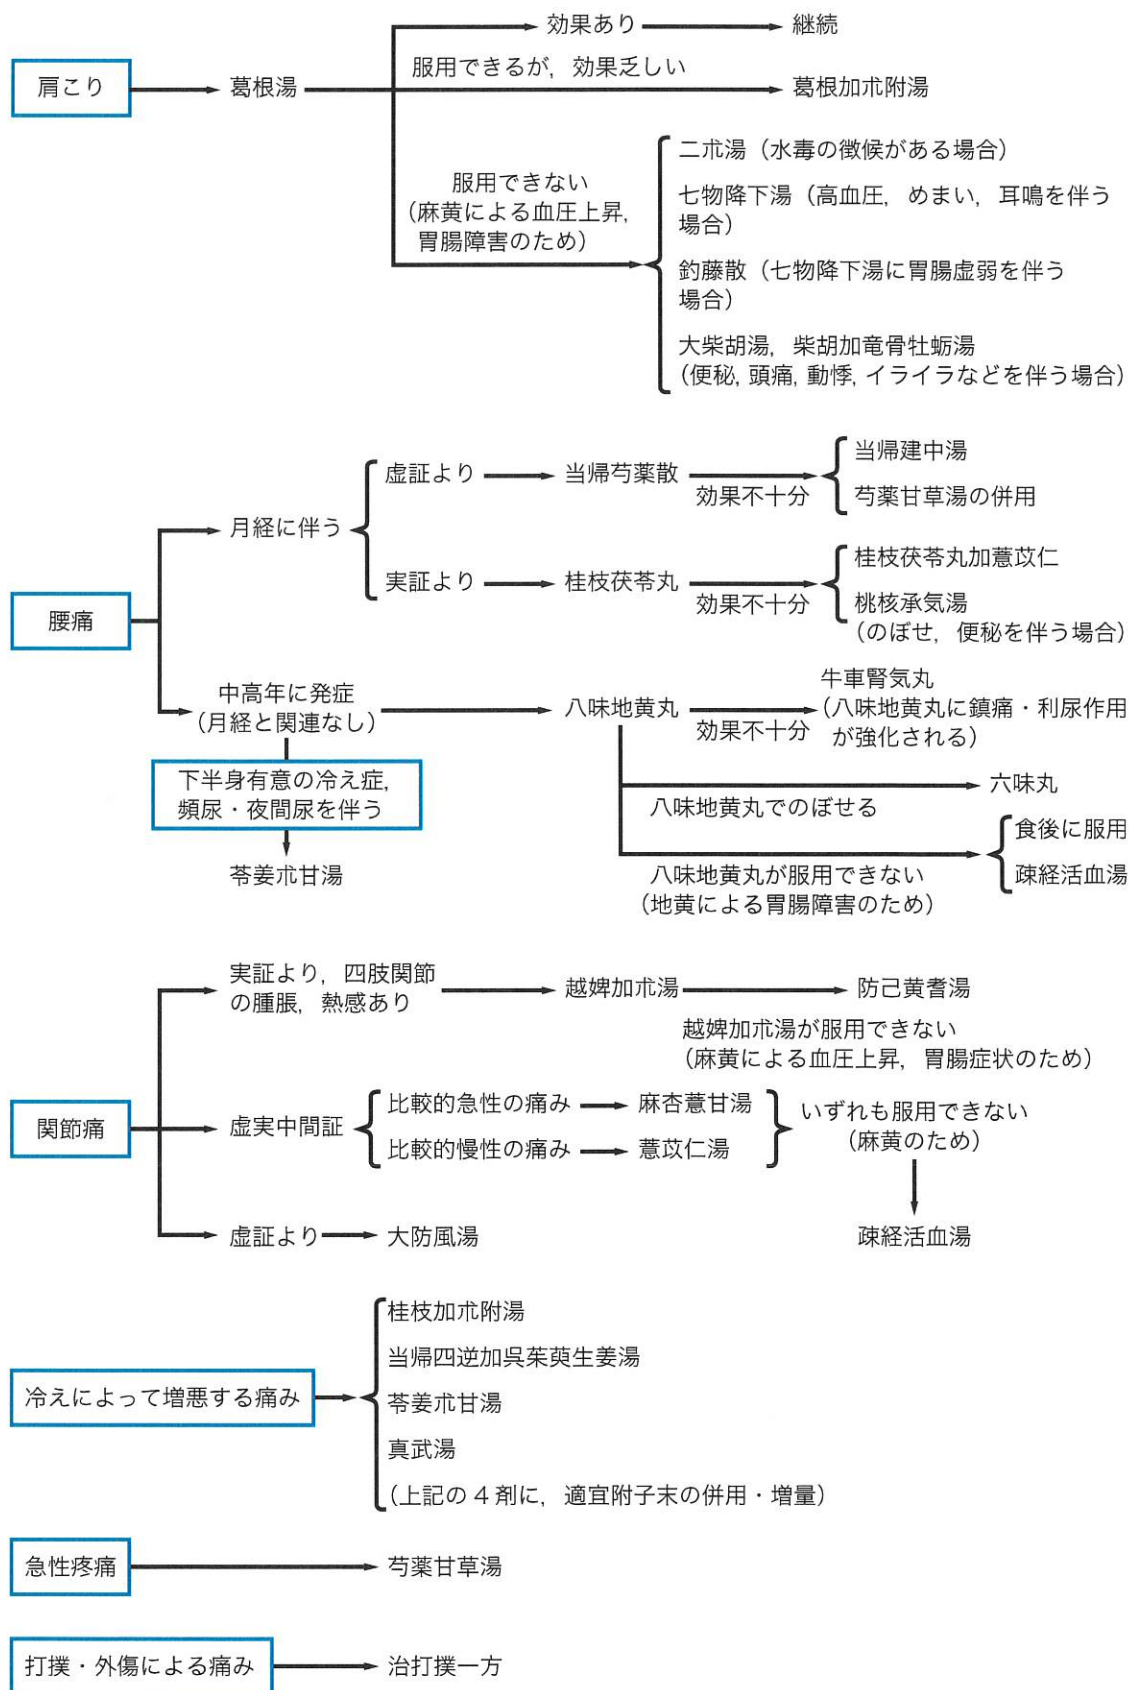 効果あり
継続
肩こり
葛根湯
服用できるが，効果乏しい
葛根加朮附湯
服用できない
（麻黄による血圧上昇，
胃腸障害のため）
二朮湯（水毒の徴候がある場合）
七物降下湯（高血圧，めまい，耳鳴を伴う
場合）
釣藤散（七物降下湯に胃腸虚弱を伴う
場合）
大柴胡湯，柴胡加竜骨牡蛎湯
（便秘，頭痛，動悸，イライラなどを伴う場合）
腰痛
月経に伴う
虚証より
当帰芍薬散
効果不十分
当帰建中湯
芍薬甘草湯の併用
実証より
桂枝茯苓丸
効果不十分
桂枝茯苓丸加薏苡仁
桃核承気湯
（のぼせ，便秘を伴う場合）
中高年に発症
（月経と関連なし）
八味地黄丸
効果不十分
牛車腎気丸
（八味地黄丸に鎮痛・利尿作用
が強化される）
下半身有意の冷え症，
頻尿・夜間尿を伴う
苓姜朮甘湯
八味地黄丸でのぼせる
六味丸
八味地黄丸が服用できない
（地黄による胃腸障害のため）
食後に服用
疎経活血湯
関節痛
実証より，四肢関節
の腫脹，熱感あり
越婢加朮湯
防己黄耆湯
越婢加朮湯が服用できない
（麻黄による血圧上昇，胃腸症状のため）
虚実中間証
比較的急性の痛み
麻杏薏甘湯
比較的慢性の痛み
薏苡仁湯
いずれも服用できない
（麻黄のため）
疎経活血湯
虚証より
大防風湯
冷えによって増悪する痛み
桂枝加朮附湯
当帰四逆加呉茱萸生姜湯
苓姜朮甘湯
真武湯
（上記の4剤に，適宜附子末の併用・増量）
急性疼痛
芍薬甘草湯
打撲・外傷による痛み
治打撲一方